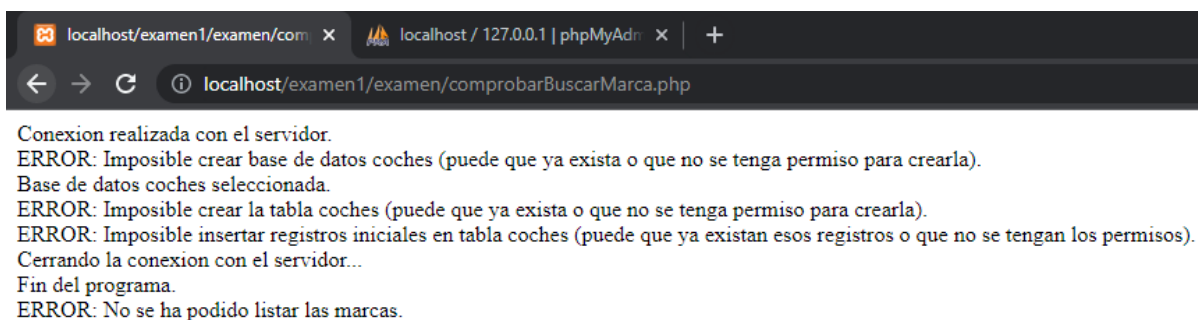 localhost/examen1/examen/com
localhost / 127.0.0.1 | phpMyAdm
localhost/examen1/examen/comprobarBuscarMarca.php
Conexion realizada con el servidor.
ERROR: Imposible crear base de datos coches (puede que ya exista o que no se tenga permiso para crearla).
Base de datos coches seleccionada.
ERROR: Imposible crear la tabla coches (puede que ya exista o que no se tenga permiso para crearla).
ERROR: Imposible insertar registros iniciales en tabla coches (puede que ya existan esos registros o que no se tengan los permisos).
Cerrando la conexion con el servidor...
Fin del programa.
ERROR: No se ha podido listar las marcas.